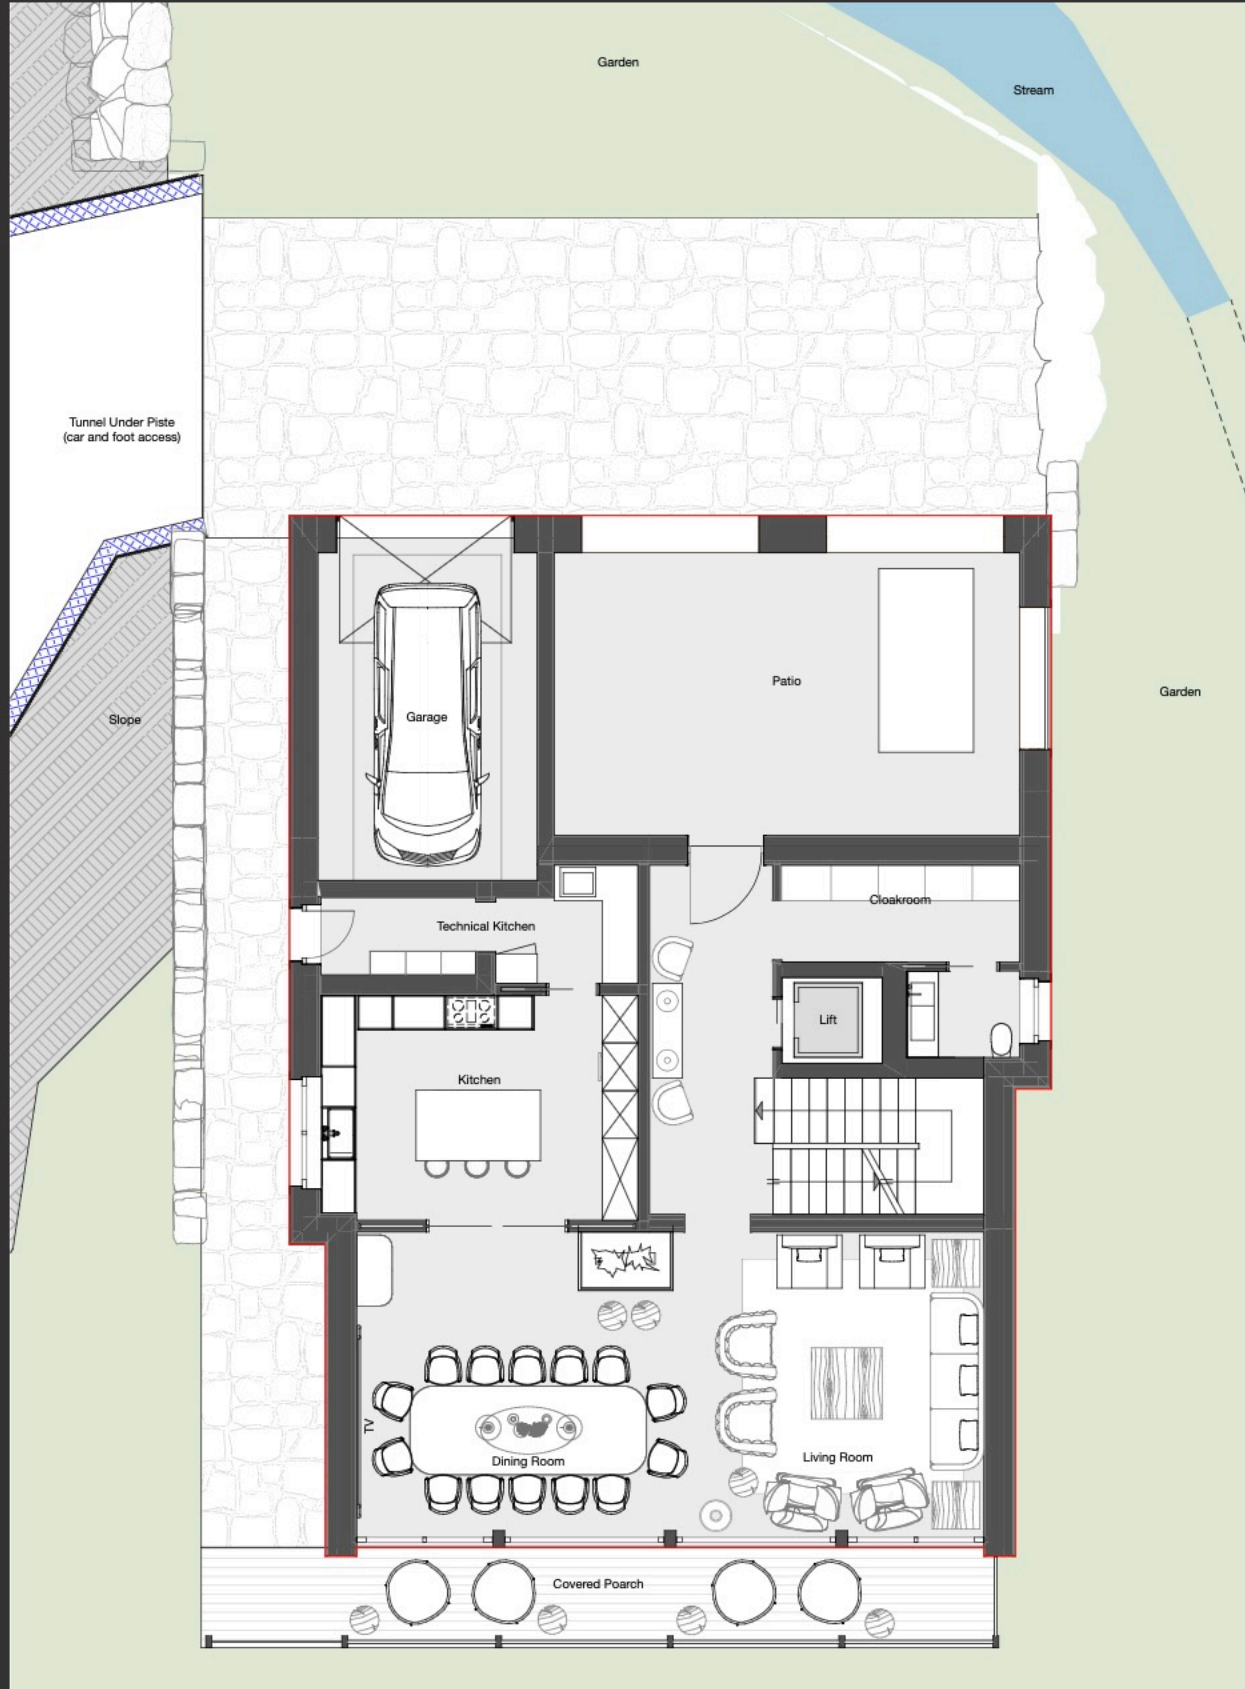 Garden
Stream
Tunnel Under Piste
(car and foot access)
Patio
Garden
Garage
Slope
Cloakroom
Technical Kitchen
Lift
Kitchen
TV
Living Room
Dining Room
Covered Poarch